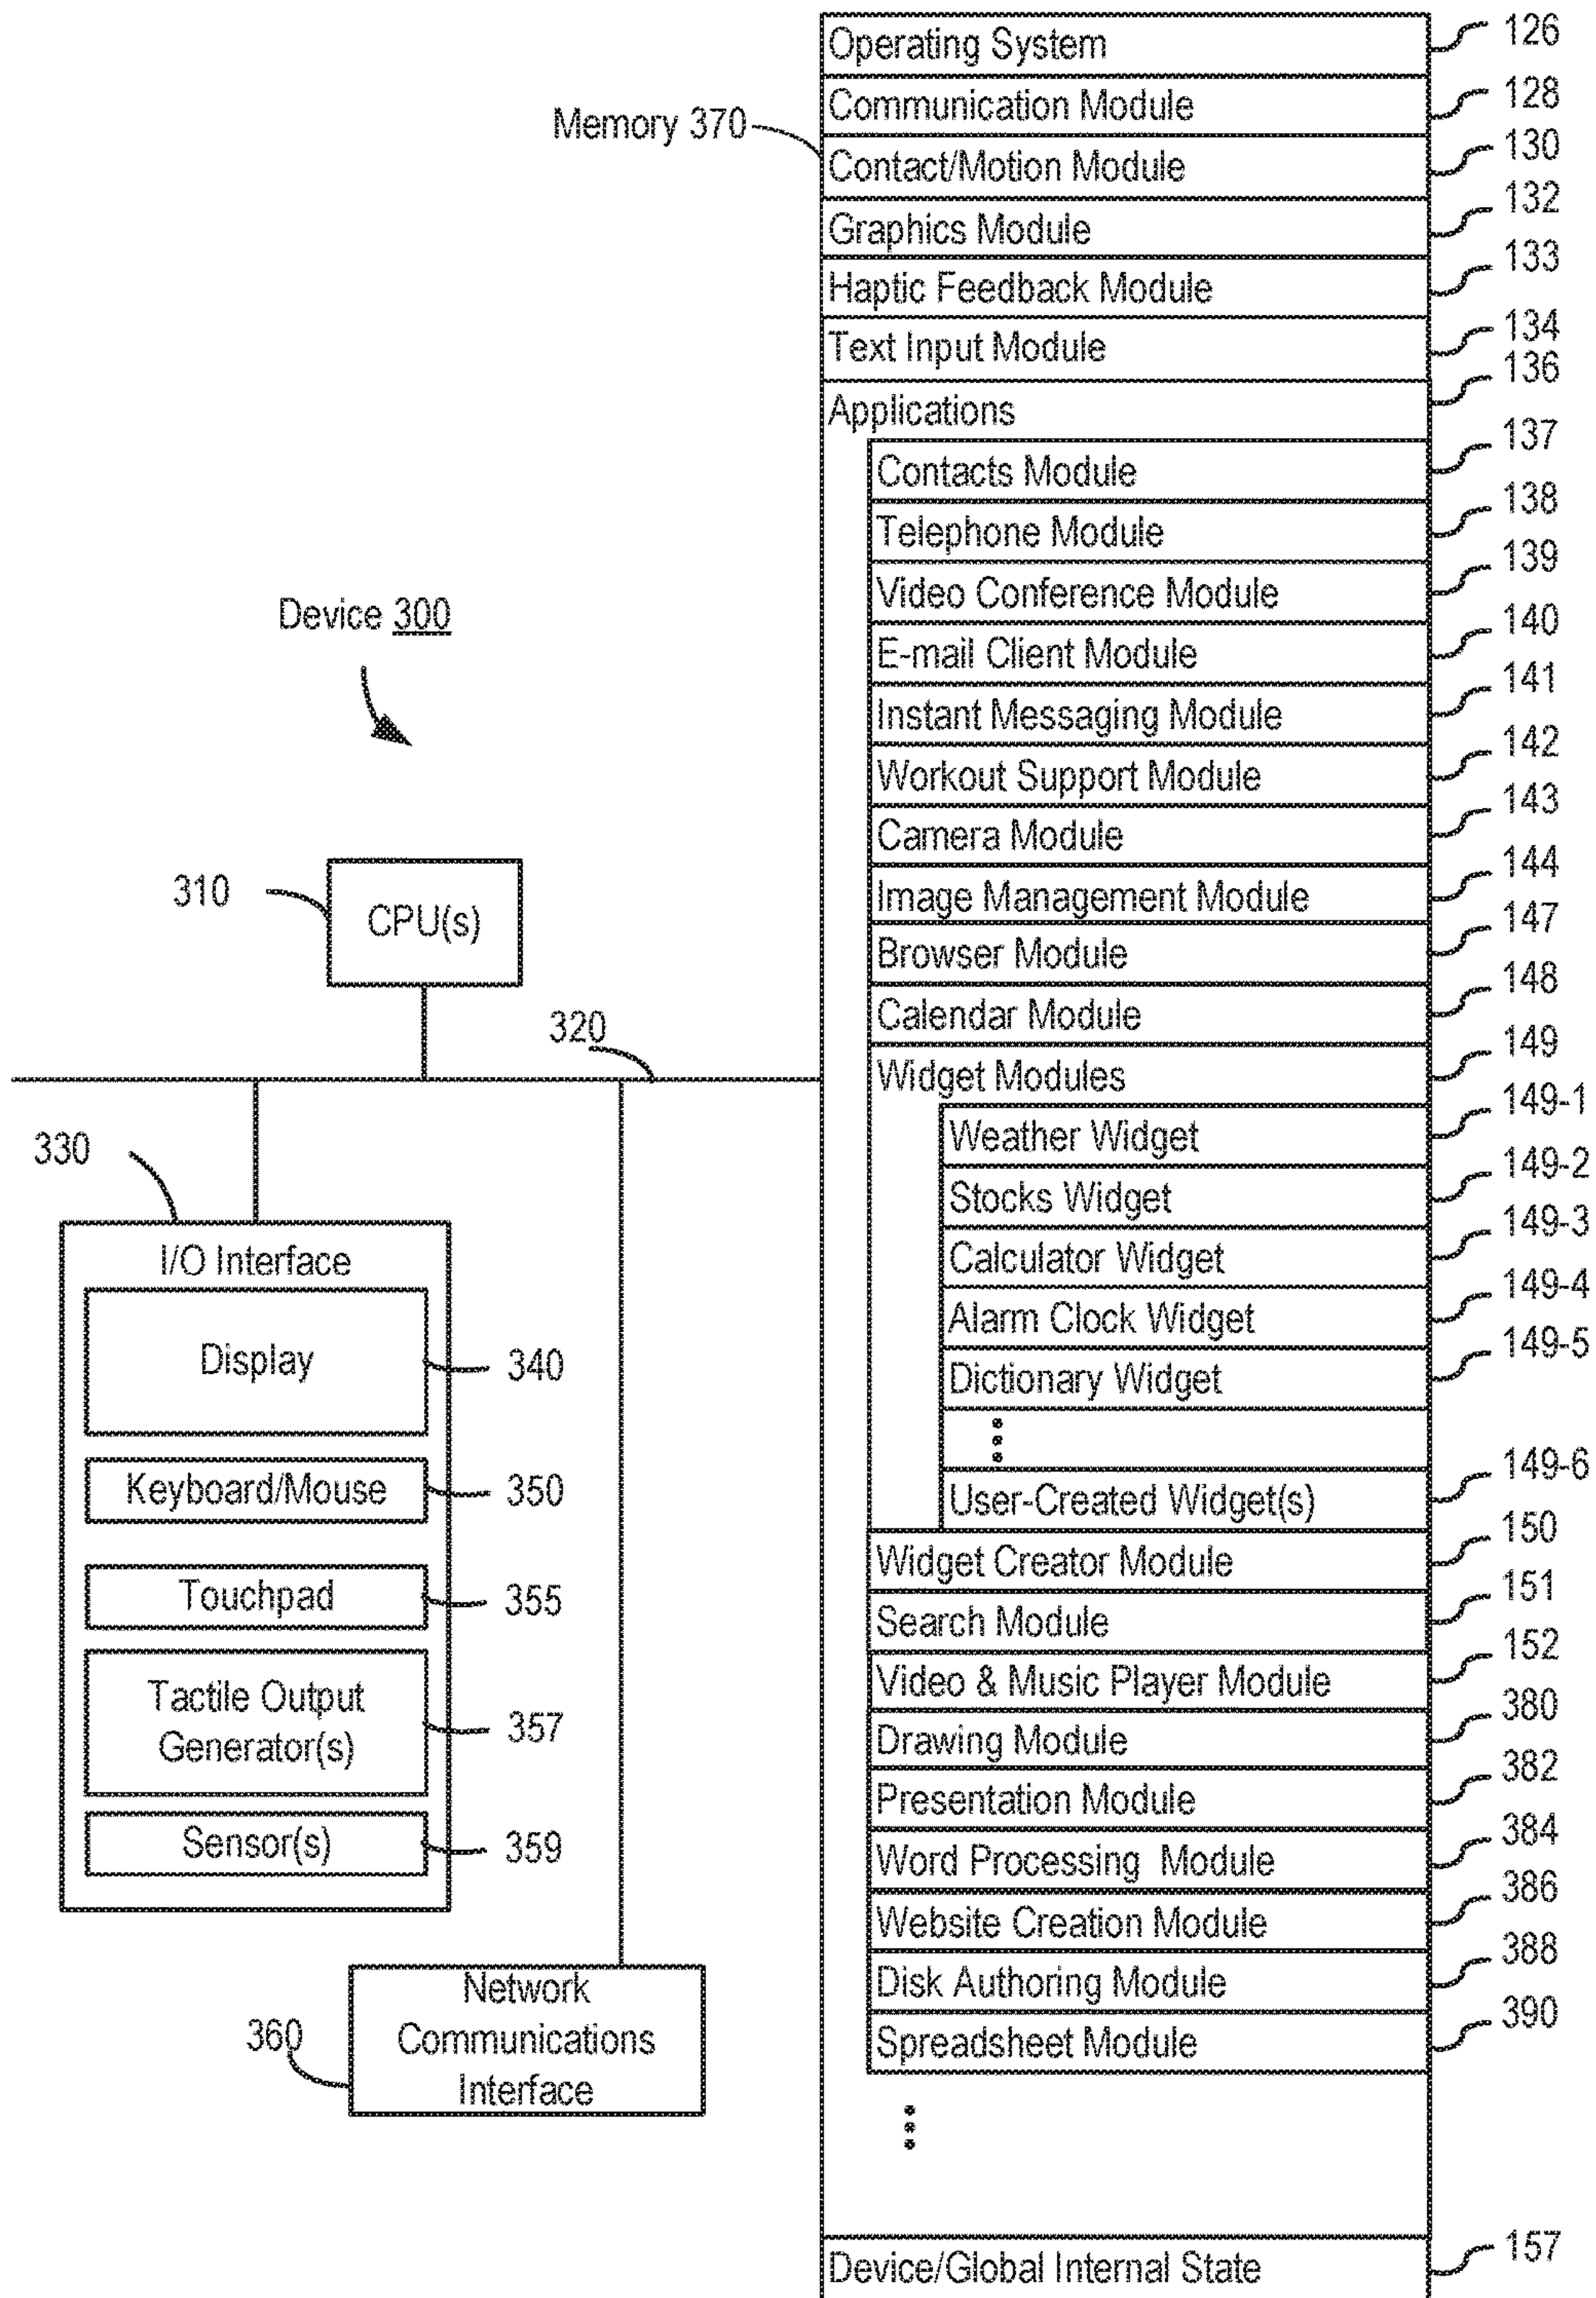 Device 300
310
CPU(s)
320
330
I/O Interface
Display
340
Keyboard/Mouse
350
Touchpad
355
Tactile Output
Generator(s)
357
Sensor(s)
359
Network
Communications
Interface
360
Memory 370
Operating System 126
Communication Module 128
Contact/Motion Module 130
Graphics Module 132
Haptic Feedback Module 133
Text Input Module 134
Applications 136
Contacts Module 137
Telephone Module 138
Video Conference Module 139
E-mail Client Module 140
Instant Messaging Module 141
Workout Support Module 142
Camera Module 143
Image Management Module 144
Browser Module 147
Calendar Module 148
Widget Modules 149
Weather Widget 149-1
Stocks Widget 149-2
Calculator Widget 149-3
Alarm Clock Widget 149-4
Dictionary Widget 149-5
User-Created Widget(s) 149-6
Widget Creator Module 150
Search Module 151
Video & Music Player Module 152
Drawing Module 380
Presentation Module 382
Word Processing Module 384
Website Creation Module 386
Disk Authoring Module 388
Spreadsheet Module 390
Device/Global Internal State 157